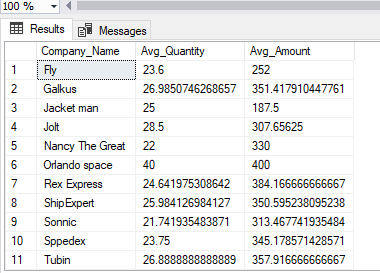 100 %
Results Messages
Company_Name Avg_Quantity Avg_Amount
1 Fly 23.6 252
2 Galkus 26.9850746268657 351.417910447761
3 Jacket man 25 187.5
4 Jolt 28.5 307.65625
5 Nancy The Great 22 330
6 Orlando space 40 400
7 Rex Express 24.641975308642 384.166666666667
8 ShipExpert 25.984126984127 350.595238095238
9 Sonnic 21.741935483871 313.467741935484
10 Sppedex 23.75 345.178571428571
11 Tubin 26.8888888888889 357.916666666667